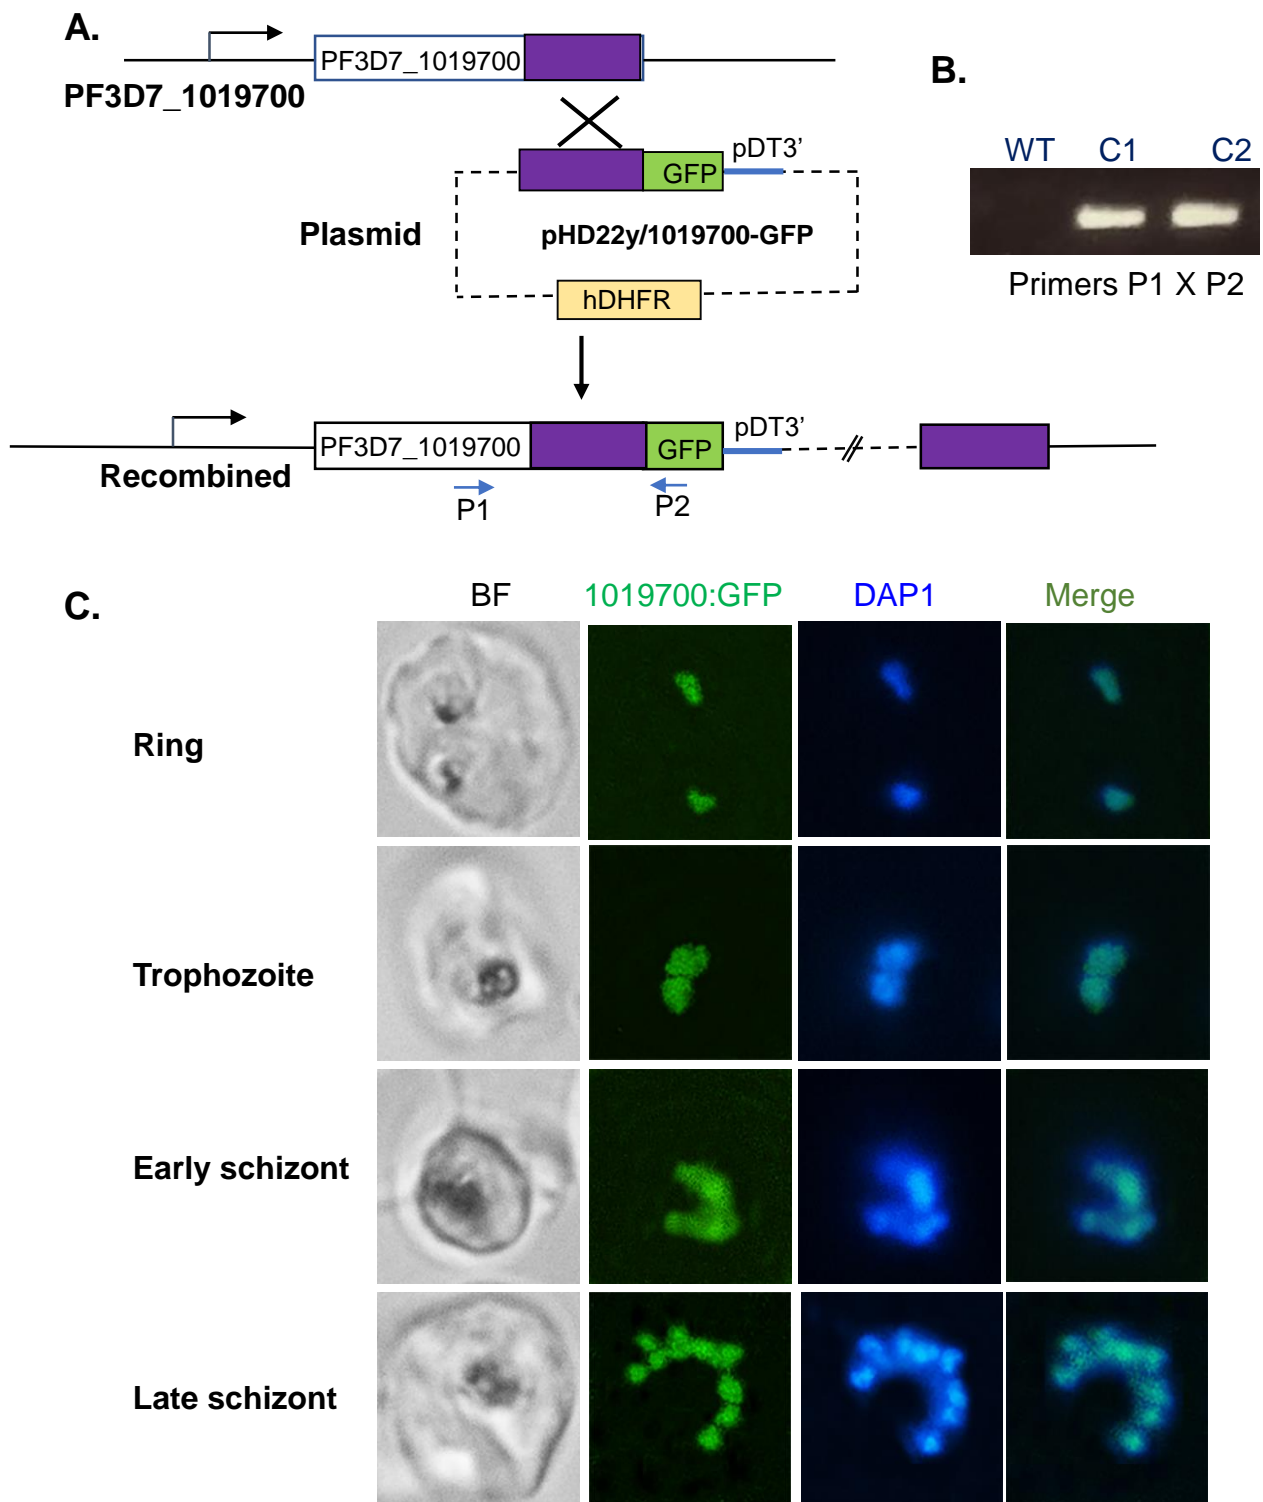 A.
PF3D7_1019700
PF3D7_1019700
pDT3’
GFP
Plasmid
pHD22y/1019700-GFP
hDHFR
pDT3’
PF3D7_1019700
GFP
Recombined
P1
P2
B.
WT C1 C2
Primers P1 X P2
C.
BF 1019700:GFP DAP1 Merge
Ring
Trophozoite
Early schizont
Late schizont